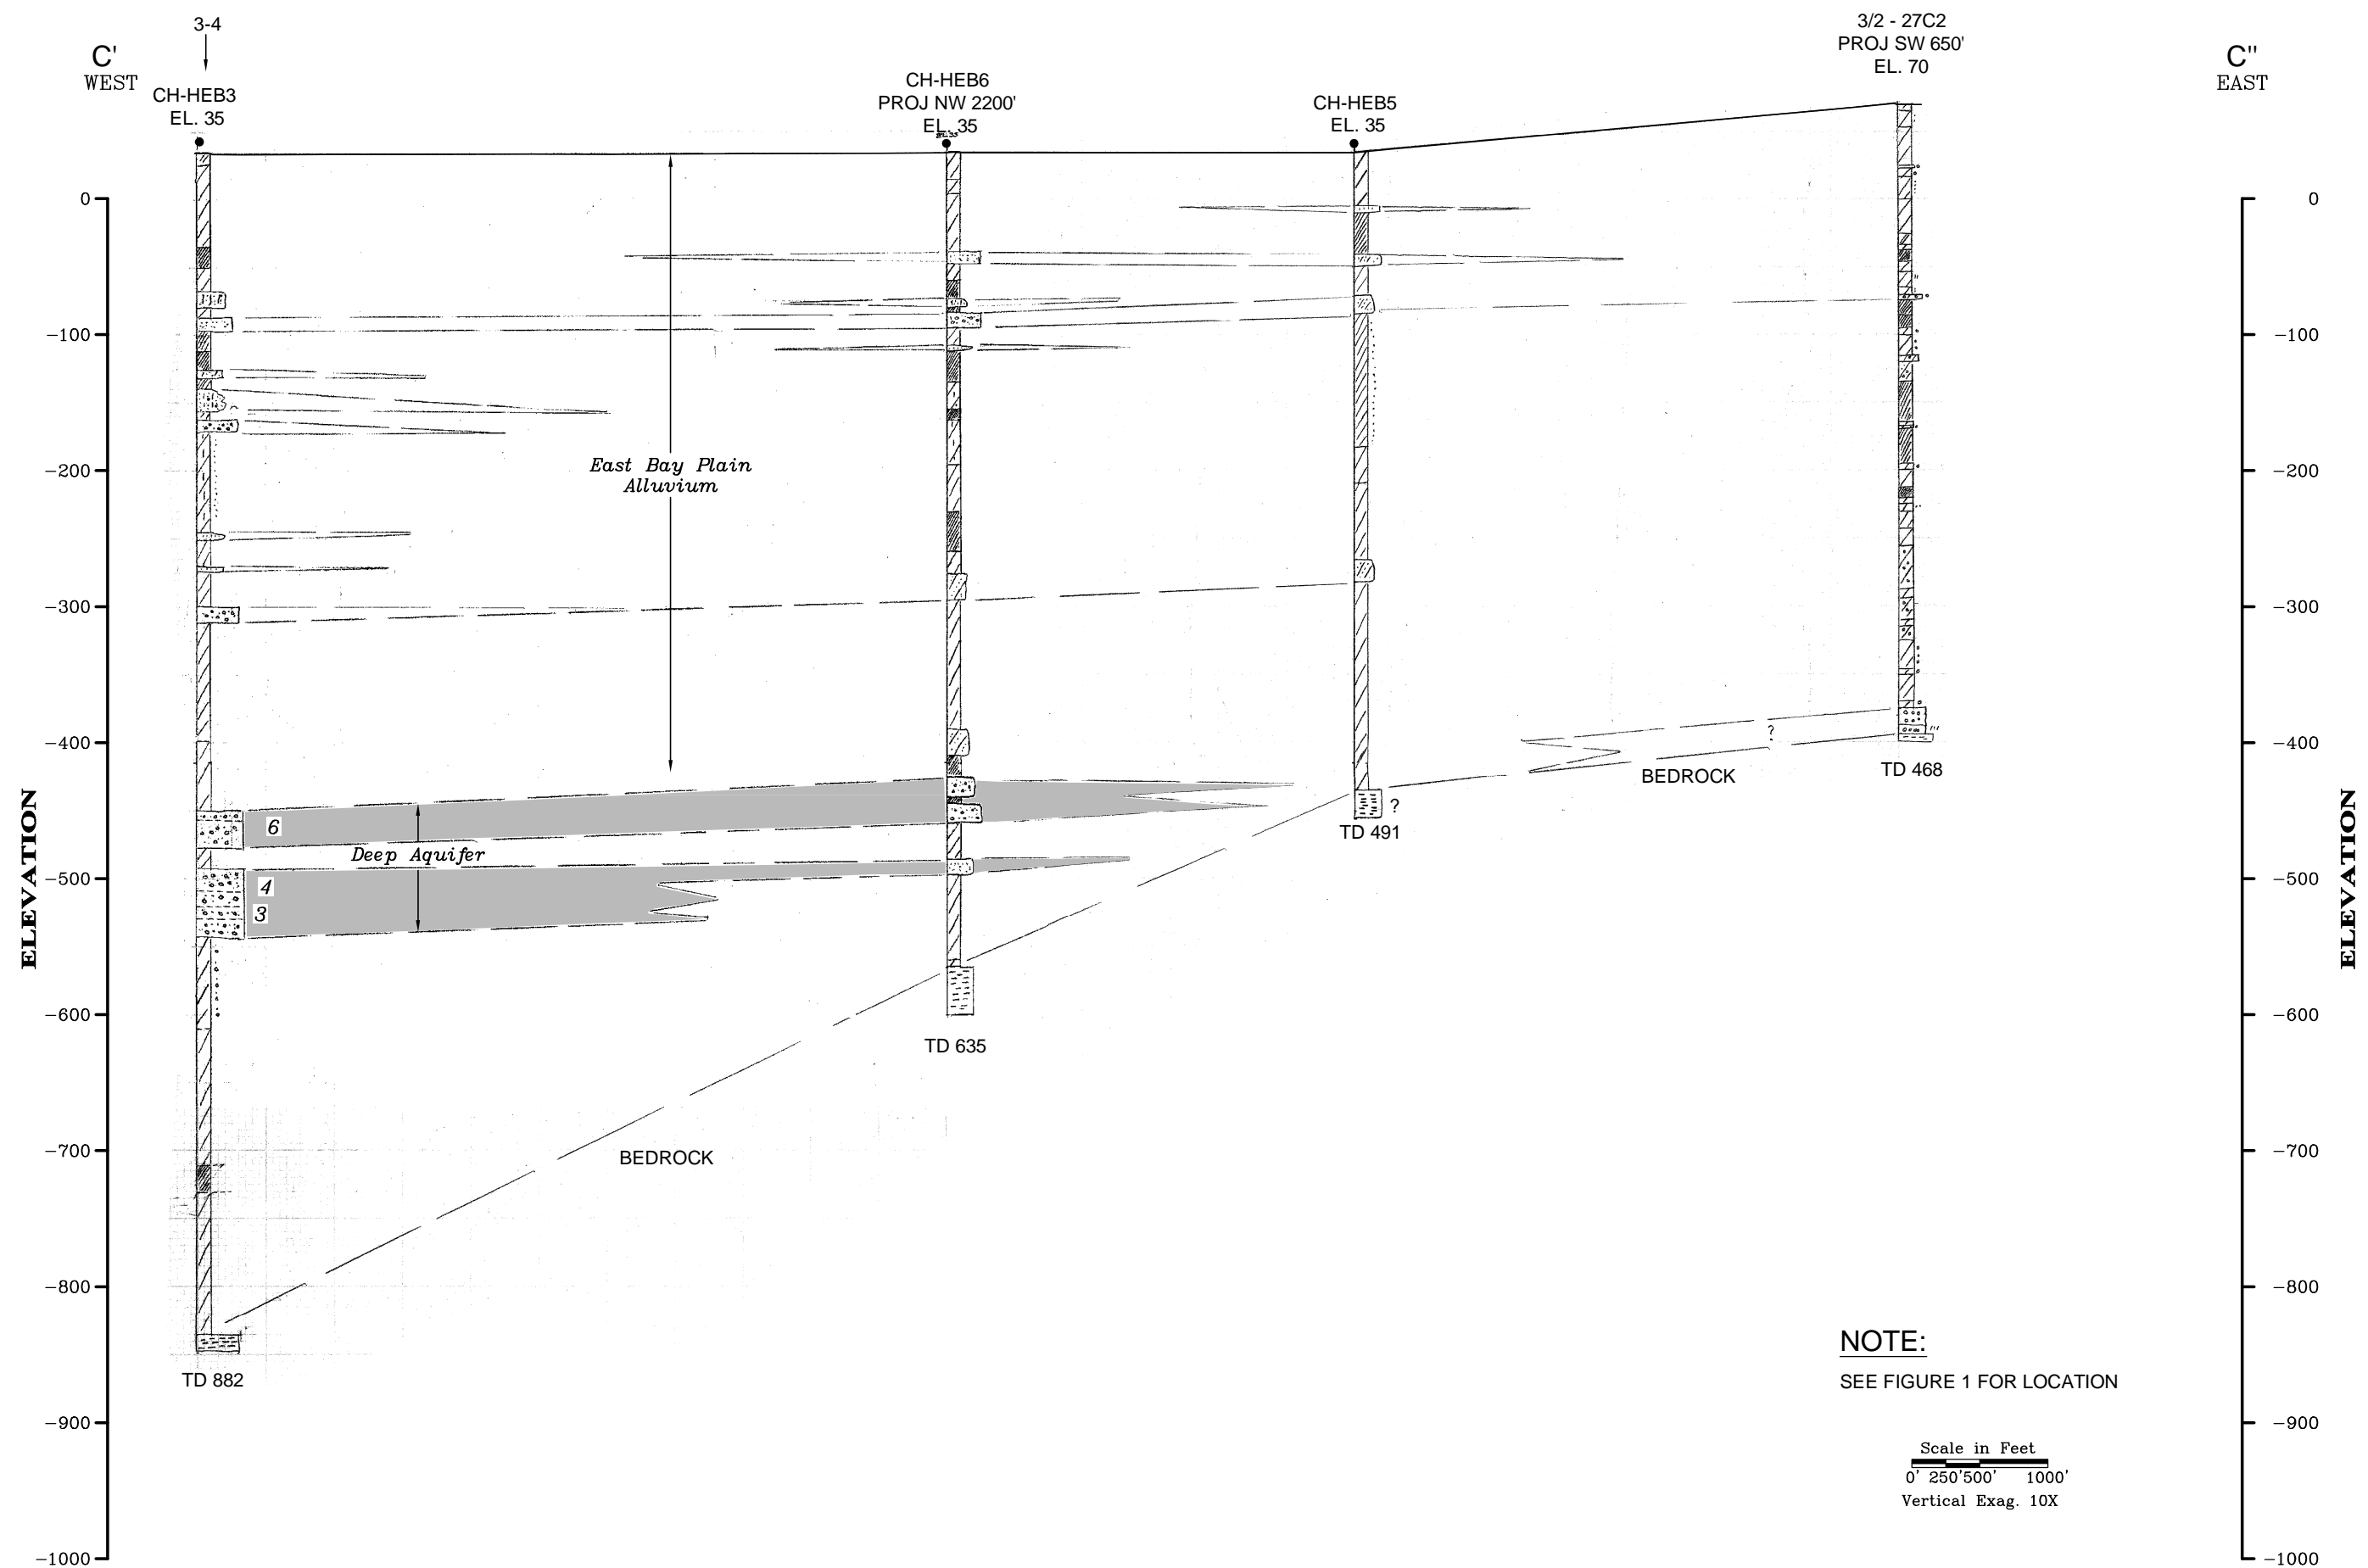 3-4
C'
WEST
CH-HEB3
EL. 35
CH-HEB6
PROJ NW 2200'
EL. 35
CH-HEB5
EL. 35
3/2 - 27C2
PROJ SW 650'
EL. 70
C"
EAST
0
-100
-200
-300
-400
-500
-600
-700
-800
-900
-1000
ELEVATION
East Bay Plain
Alluvium
6
Deep Aquifer
4
3
?
BEDROCK
TD 468
?
TD 491
TD 635
BEDROCK
TD 882
0
-100
-200
-300
-400
-500
-600
-700
-800
-900
-1000
ELEVATION
NOTE:
SEE FIGURE 1 FOR LOCATION
Scale in Feet
0' 250' 500' 1000'
Vertical Exag. 10X